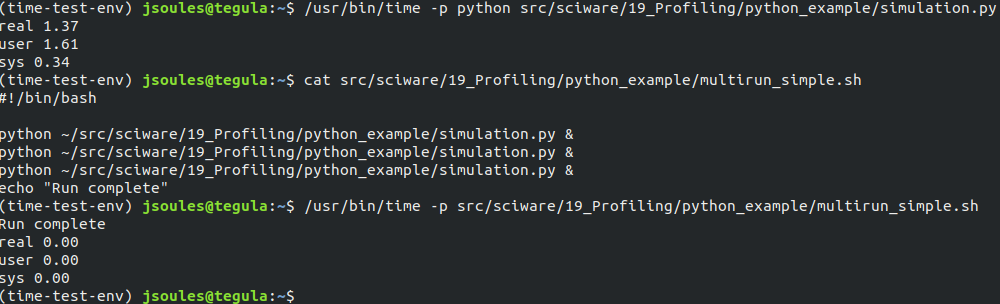 (time-test-env) jsoules@tegula:~$ /usr/bin/time -p python src/sciware/19_Profiling/python_example/simulation.py
real 1.37
user 1.61
sys 0.34
(time-test-env) jsoules@tegula:~$ cat src/sciware/19_Profiling/python_example/multirun_simple.sh
#!/bin/bash
python ~/src/sciware/19_Profiling/python_example/simulation.py &
python ~/src/sciware/19_Profiling/python_example/simulation.py &
python ~/src/sciware/19_Profiling/python_example/simulation.py &
echo "Run complete"
(time-test-env) jsoules@tegula:~$ /usr/bin/time -p src/sciware/19_Profiling/python_example/multirun_simple.sh
Run complete
real 0.00
user 0.00
sys 0.00
(time-test-env) jsoules@tegula:~$